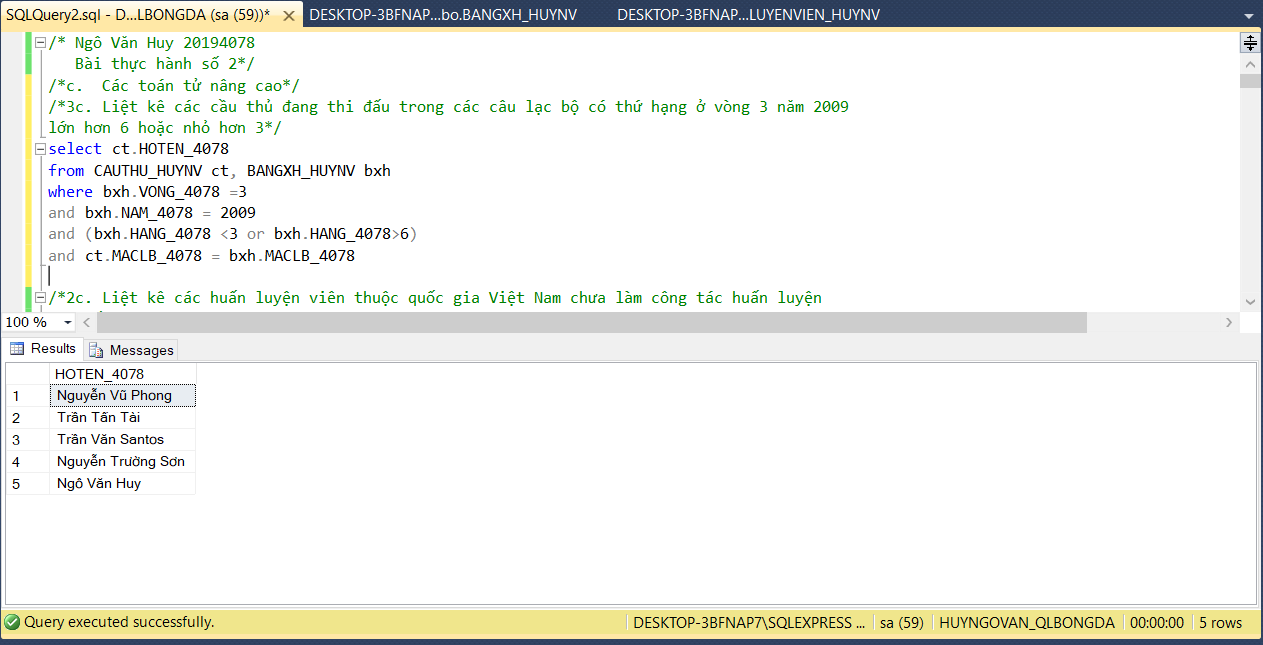 SQLQuery2.sql - D...LBONGDA (sa (59))* DESKTOP-3BFNAP...bo.BANGXH_HUYNV DESKTOP-3BFNAP...LUYENVIEN_HUYNV
/* Ngô Văn Huy 20194078
Bài thực hành số 2*/
/*c.  Các toán tử nâng cao*/
/*3c. Liệt kê các cầu thủ đang thi đấu trong các câu lạc bộ có thứ hạng ở vòng 3 năm 2009
lớn hơn 6 hoặc nhỏ hơn 3*/
select ct.HOTEN_4078
from CAUTHU_HUYNV ct, BANGXH_HUYNV bxh
where bxh.VONG_4078 =3
and bxh.NAM_4078 = 2009
and (bxh.HANG_4078 <3 or bxh.HANG_4078>6)
and ct.MACLB_4078 = bxh.MACLB_4078
/*2c. Liệt kê các huấn luyện viên thuộc quốc gia Việt Nam chưa làm công tác huấn luyện
100 %
Results Messages
HOTEN_4078
1 Nguyễn Vũ Phong
2 Trần Tấn Tài
3 Trần Văn Santos
4 Nguyễn Trường Sơn
5 Ngô Văn Huy
Query executed successfully. DESKTOP-3BFNAP7\SQLEXPRESS ... sa (59) HUYNGOVAN_QLBONGDA 00:00:00 5 rows